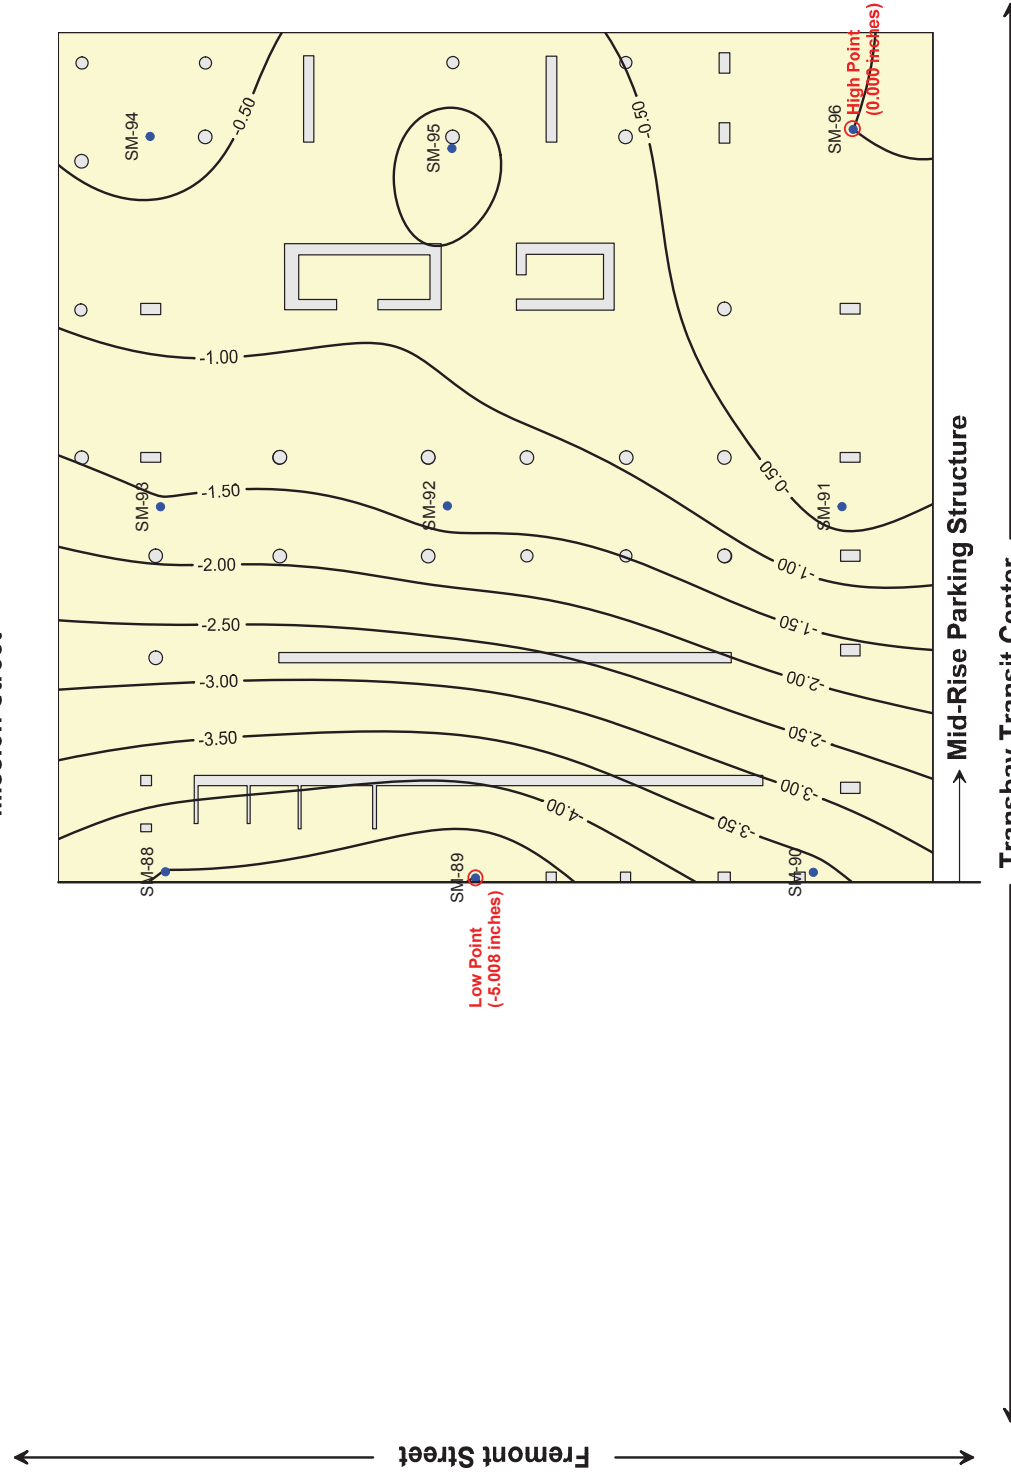 High Point
(0.000 inches)
SM-94
-0.50
SM-95
-0.50
SM-96
-1.00
SM-93
-1.50
SM-92
-0.50
SM-91
-2.00
-1.00
-2.50
-1.50
-3.00
-2.00
-3.50
-2.50
-4.00
-3.00
-3.50
SM-88
SM-89
SM-90
Low Point
(-5.008 inches)
Mid-Rise Parking Structure
Transbay Transit Center
Fremont Street